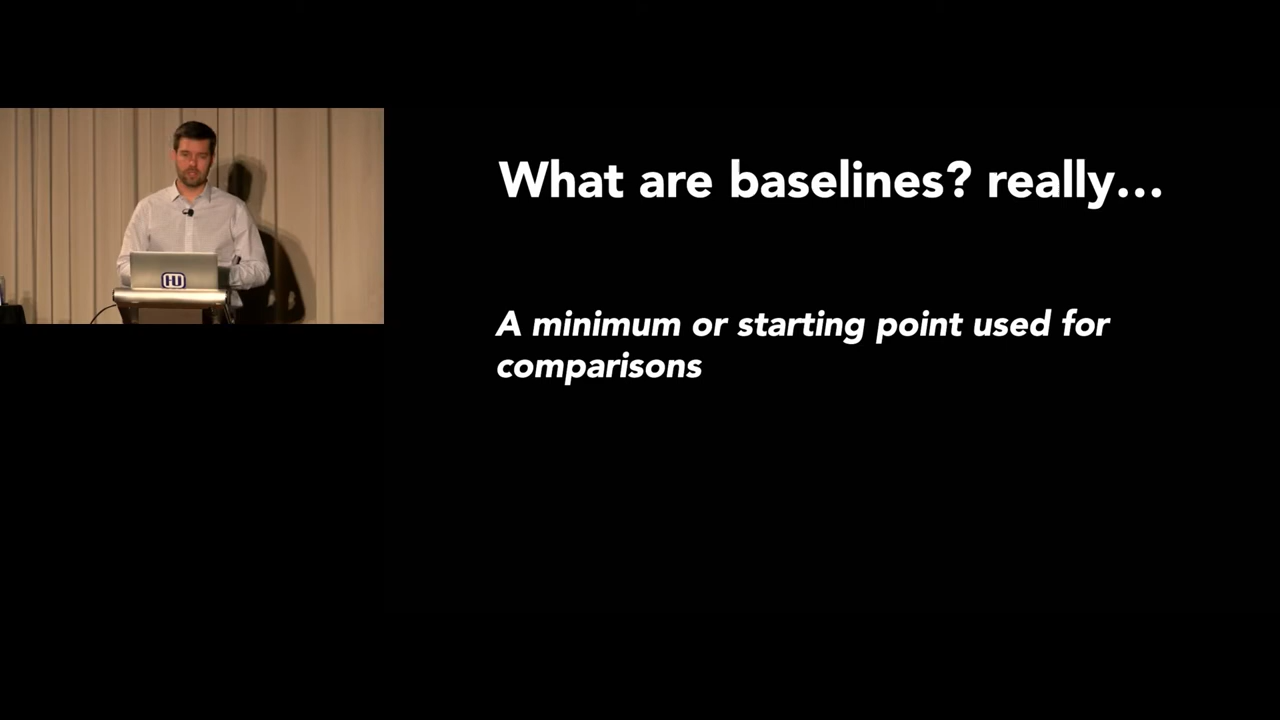 What are baselines? really…
A minimum or starting point used for
comparisons